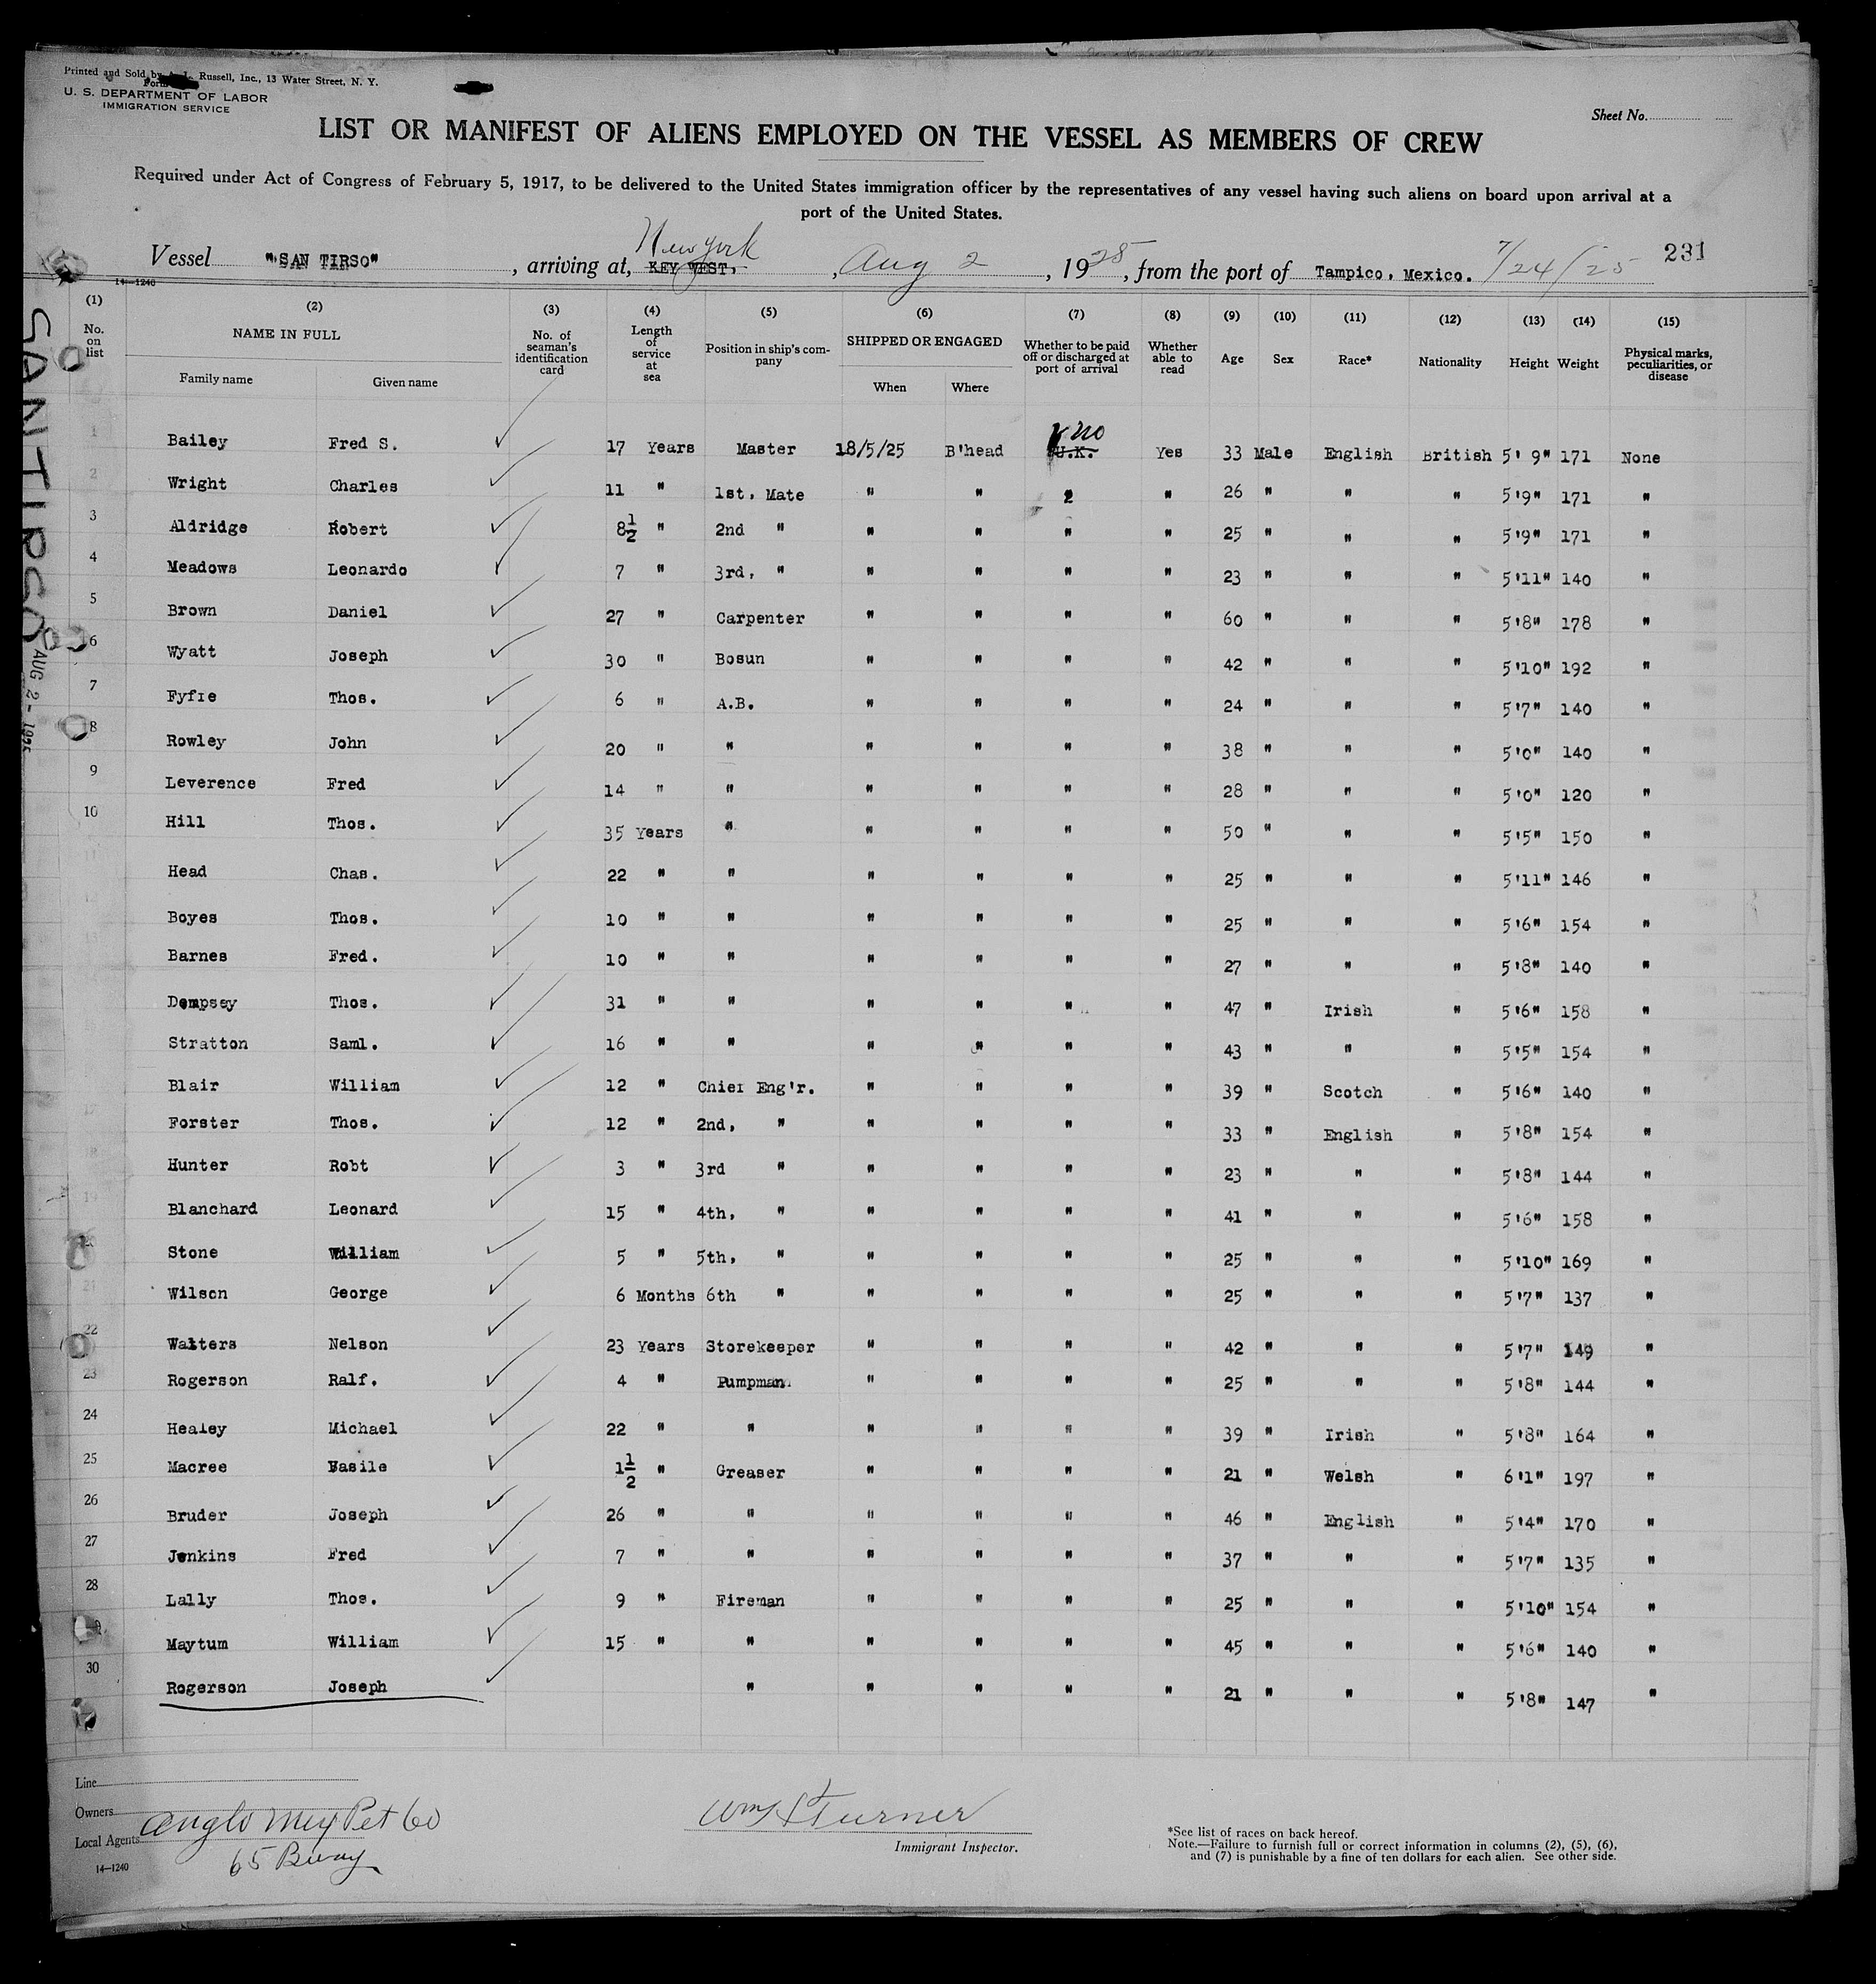 Printed and Sold by Russell, Inc., 13 Water Street, N. Y.
Form
U. S. DEPARTMENT OF LABOR
IMMIGRATION SERVICE
Sheet No.
LIST OR MANIFEST OF ALIENS EMPLOYED ON THE VESSEL AS MEMBERS OF CREW
Required under Act of Congress of February 5, 1917, to be delivered to the United States immigration officer by the representatives of any vessel having such aliens on board upon arrival at a
port of the United States.
New York
Vessel "SAN TIRSO", arriving at, KEY WEST, Aug 2, 1925, from the port of Tampico, Mexico. 7/24/25 231
14-1240
(1) (2) (3) (4) (5) (6) (7) (8) (9) (10) (11) (12) (13) (14) (15)
No. on list NAME IN FULL No. of seaman's identification card Length of service at sea Position in ship's company SHIPPED OR ENGAGED Whether to be paid off or discharged at port of arrival Whether able to read Age Sex Race* Nationality Height Weight Physical marks, peculiarities, or disease
Family name Given name When Where
no
1 Bailey Fred S. 17 Years Master 18/5/25 B'head U.K. Yes 33 Male English British 5' 9" 171 None
2 Wright Charles 11 " 1st, Mate " " " " 26 " " " 5'9" 171 "
3 Aldridge Robert 8 1/2 " 2nd " " " " " 25 " " " 5'9" 171 "
4 Meadows Leonardo 7 " 3rd, " " " " " 23 " " " 5'11" 140 "
5 Brown Daniel 27 " Carpenter " " " " 60 " " " 5'8" 178 "
6 Wyatt Joseph 30 " Bosun " " " " 42 " " " 5'10" 192 "
7 Fyfie Thos. 6 " A.B. " " " " 24 " " " 5'7" 140 "
8 Rowley John 20 " " " " " " 38 " " " 5'0" 140 "
9 Leverence Fred 14 " " " " " " 28 " " " 5'0" 120 "
10 Hill Thos. 35 Years " " " " " 50 " " " 5'5" 150 "
Head Chas. 22 " " " " " " 25 " " " 5'11" 146 "
Boyes Thos. 10 " " " " " " 25 " " " 5'6" 154 "
Barnes Fred. 10 " " " " " " 27 " " " 5'8" 140 "
Dempsey Thos. 31 " " " " " " 47 " Irish " 5'6" 158 "
Stratton Saml. 16 " " " " " " 43 " " " 5'5" 154 "
Blair William 12 " Chief Eng'r. " " " " 39 " Scotch " 5'6" 140 "
Forster Thos. 12 " 2nd, " " " " " 33 " English " 5'8" 154 "
Hunter Robt 3 " 3rd " " " " " 23 " " " 5'8" 144 "
19 Blanchard Leonard 15 " 4th, " " " " " 41 " " " 5'6" 158 "
Stone William 5 " 5th, " " " " " 25 " " " 5'10" 169 "
21 Wilson George 6 Months 6th " " " " " 25 " " " 5'7" 137 "
22 Walters Nelson 23 Years Storekeeper " " " " 42 " " " 5'7" 149 "
23 Rogerson Ralf. 4 " Pumpman. " " " " 25 " " " 5'8" 144 "
24 Healey Michael 22 " " " " " " 39 " Irish " 5'8" 164 "
25 Macree Basile 1 1/2 " Greaser " " " " 21 " Welsh " 6'1" 197 "
26 Bruder Joseph 26 " " " " " " 46 " English " 5'4" 170 "
27 Jenkins Fred 7 " " " " " " 37 " " " 5'7" 135 "
28 Lally Thos. 9 " Fireman " " " " 25 " " " 5'10" 154 "
Maytum William 15 " " " " " " 45 " " " 5'6" 140 "
30 Rogerson Joseph " " " " " 21 " " " 5'8" 147 "
SAN TIRSO AUG 2 - 1925
Line
Owners
Local Agents Anglo Mex Pet Co
65 Bway
14-1240
Wm Turner
Immigrant Inspector.
*See list of races on back hereof.
Note.—Failure to furnish full or correct information in columns (2), (5), (6),
and (7) is punishable by a fine of ten dollars for each alien. See other side.